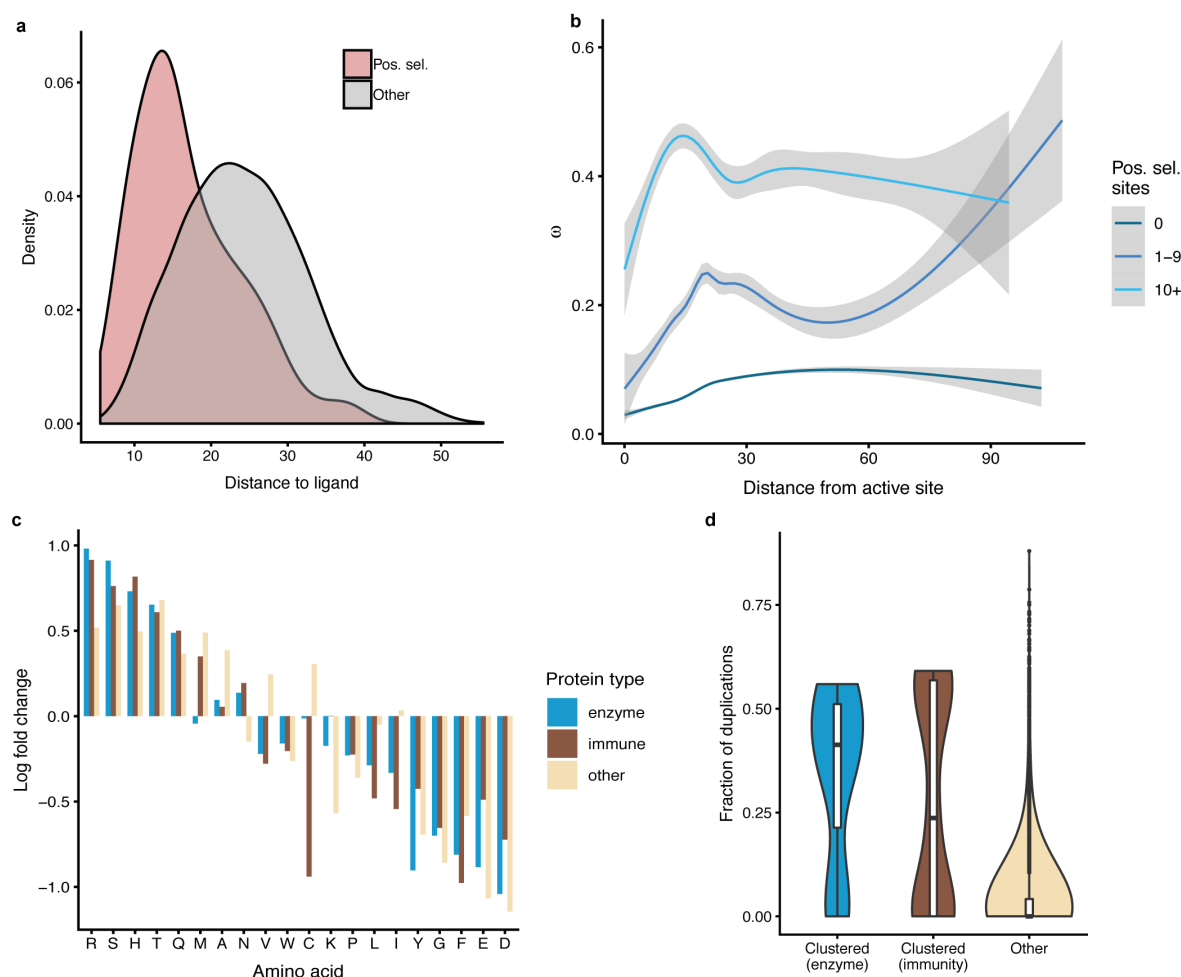 a
Pos. sel.
Other
0.06
0.04
0.02
0.00
Density
10 20 30 40 50
Distance to ligand
b
0.6
0.4
0.2
0.0
ω
0 30 60 90
Distance from active site
Pos. sel.
sites
0
1−9
10+
c
1.0
0.5
0.0
−0.5
−1.0
Log fold change
R S H T Q M A N V W C K P L I Y G F E D
Amino acid
Protein type
enzyme
immune
other
d
0.75
0.50
0.25
0.00
Fraction of duplications
Clustered Clustered Other
(enzyme) (immunity)